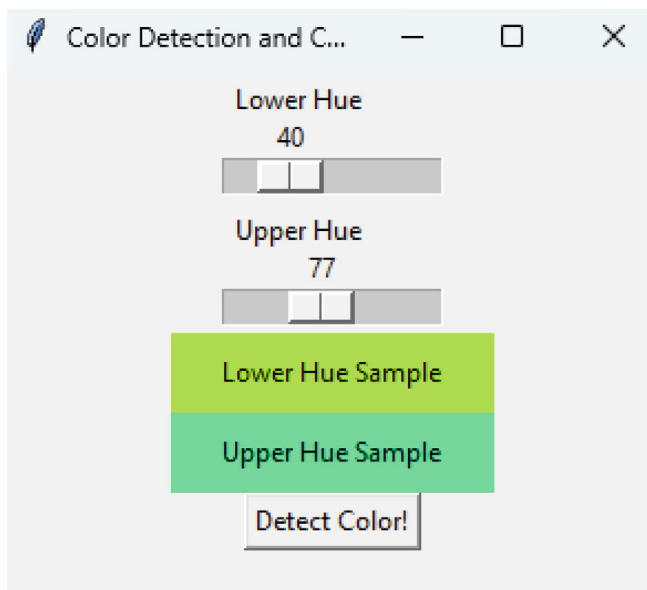 Color Detection and C...
Lower Hue
40
Upper Hue
77
Lower Hue Sample
Upper Hue Sample
Detect Color!